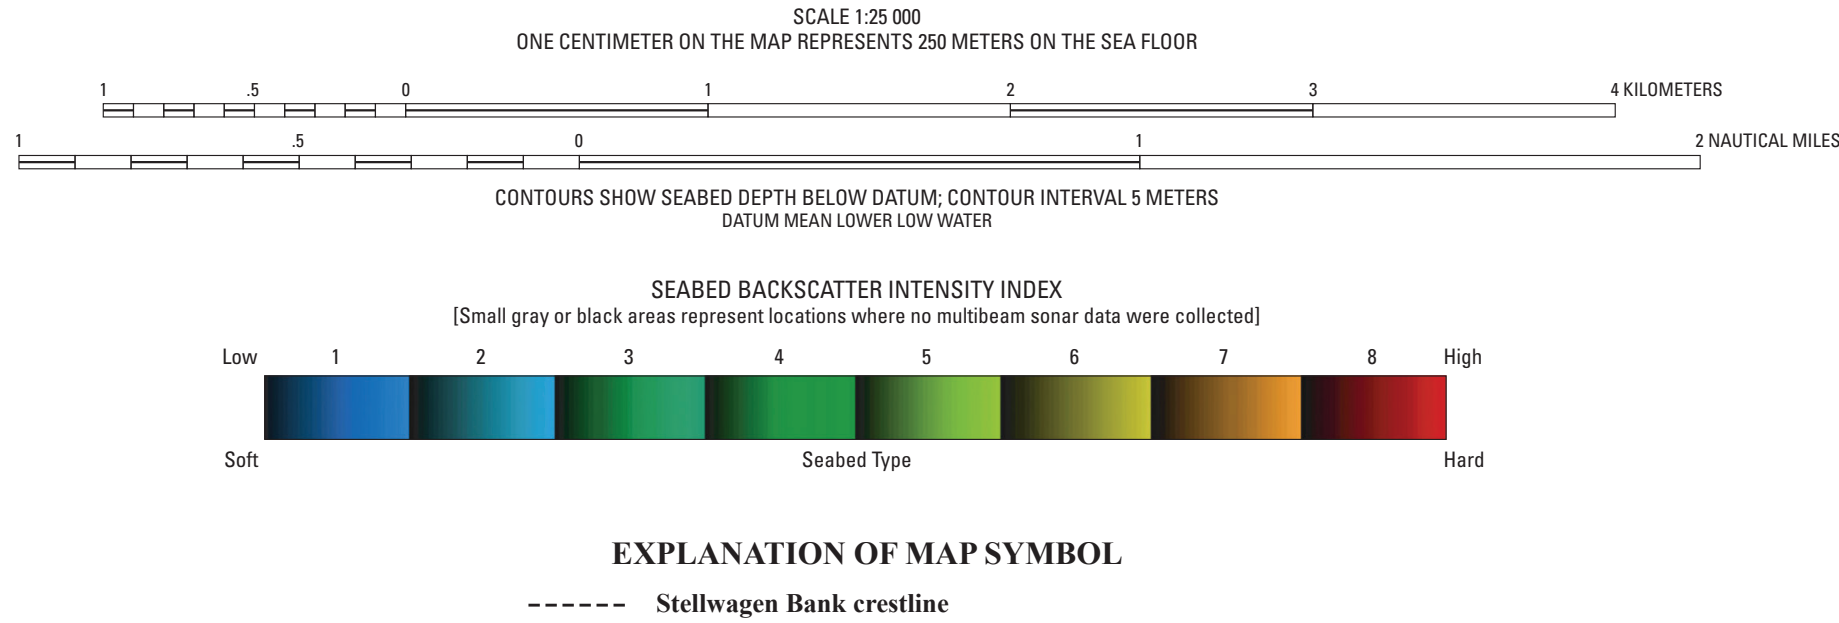 SCALE 1:25 000
ONE CENTIMETER ON THE MAP REPRESENTS 250 METERS ON THE SEA FLOOR
1 .5 0 1 2 3 4 KILOMETERS
1 .5 0 1 2 NAUTICAL MILES
CONTOURS SHOW SEABED DEPTH BELOW DATUM; CONTOUR INTERVAL 5 METERS
DATUM MEAN LOWER LOW WATER
SEABED BACKSCATTER INTENSITY INDEX
[Small gray or black areas represent locations where no multibeam sonar data were collected]
Low 1 2 3 4 5 6 7 8 High
Soft Seabed Type Hard
EXPLANATION OF MAP SYMBOL
Stellwagen Bank crestline